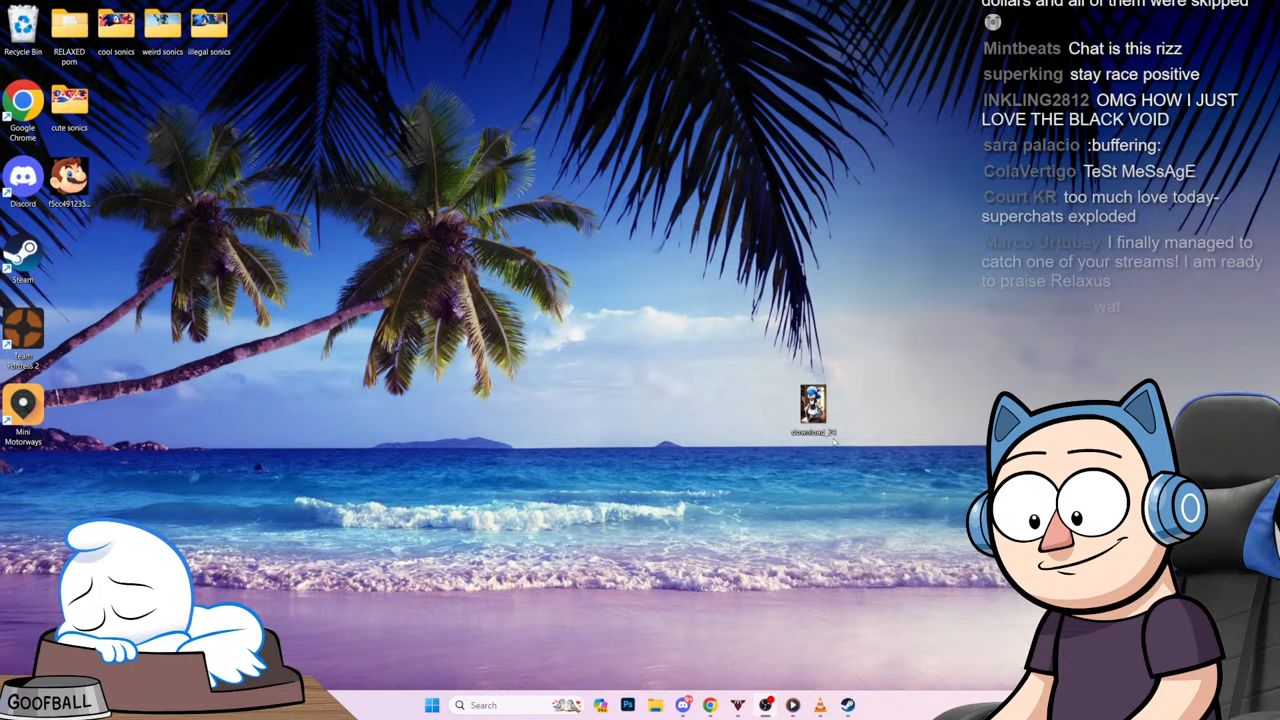 Recycle Bin
RELAXED
porn
cool sonics
weird sonics
illegal sonics
Google
Chrome
cute sonics
Discord
f5cc491235...
Steam
Team
Fortress 2
Mini
Motorways
download_24
dollars and all of them were skipped
Mintbeats Chat is this rizz
superking stay race positive
INKLING2812 OMG HOW I JUST
LOVE THE BLACK VOID
sara palacio :buffering:
ColaVertigo TeSt MeSsAgE
Court KR too much love today-
superchats exploded
Marco Urtubey I finally managed to
catch one of your streams! I am ready
to praise Relaxus
wat
GOOFBALL
Search
Ps